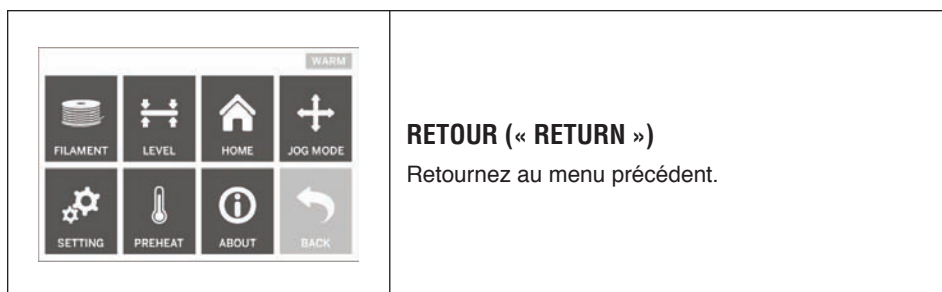 WARM
FILAMENT LEVEL HOME JOG MODE
SETTING PREHEAT ABOUT BACK
RETOUR (« RETURN »)
Retournez au menu précédent.